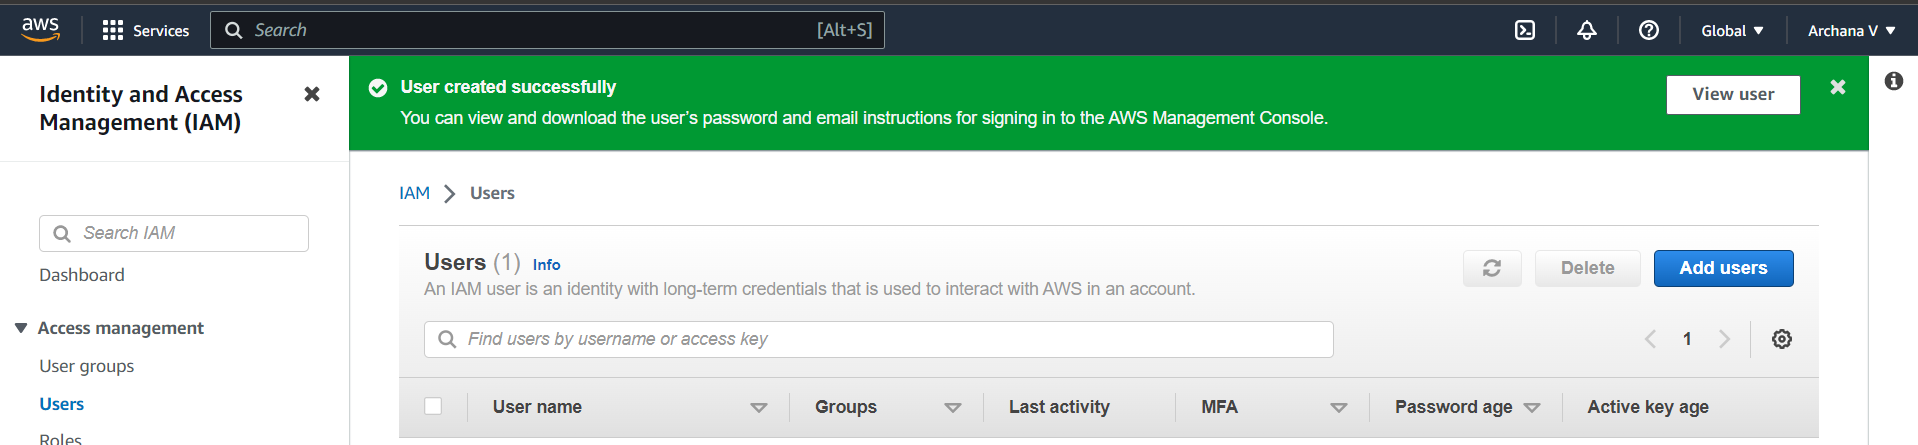 aws
Services
Search [Alt+S]
Global
Archana V
Identity and Access
Management (IAM)
Search IAM
Dashboard
Access management
User groups
Users
Roles
User created successfully
You can view and download the user's password and email instructions for signing in to the AWS Management Console.
View user
IAM > Users
Users (1) Info
An IAM user is an identity with long-term credentials that is used to interact with AWS in an account.
Delete
Add users
Find users by username or access key
1
User name Groups Last activity MFA Password age Active key age